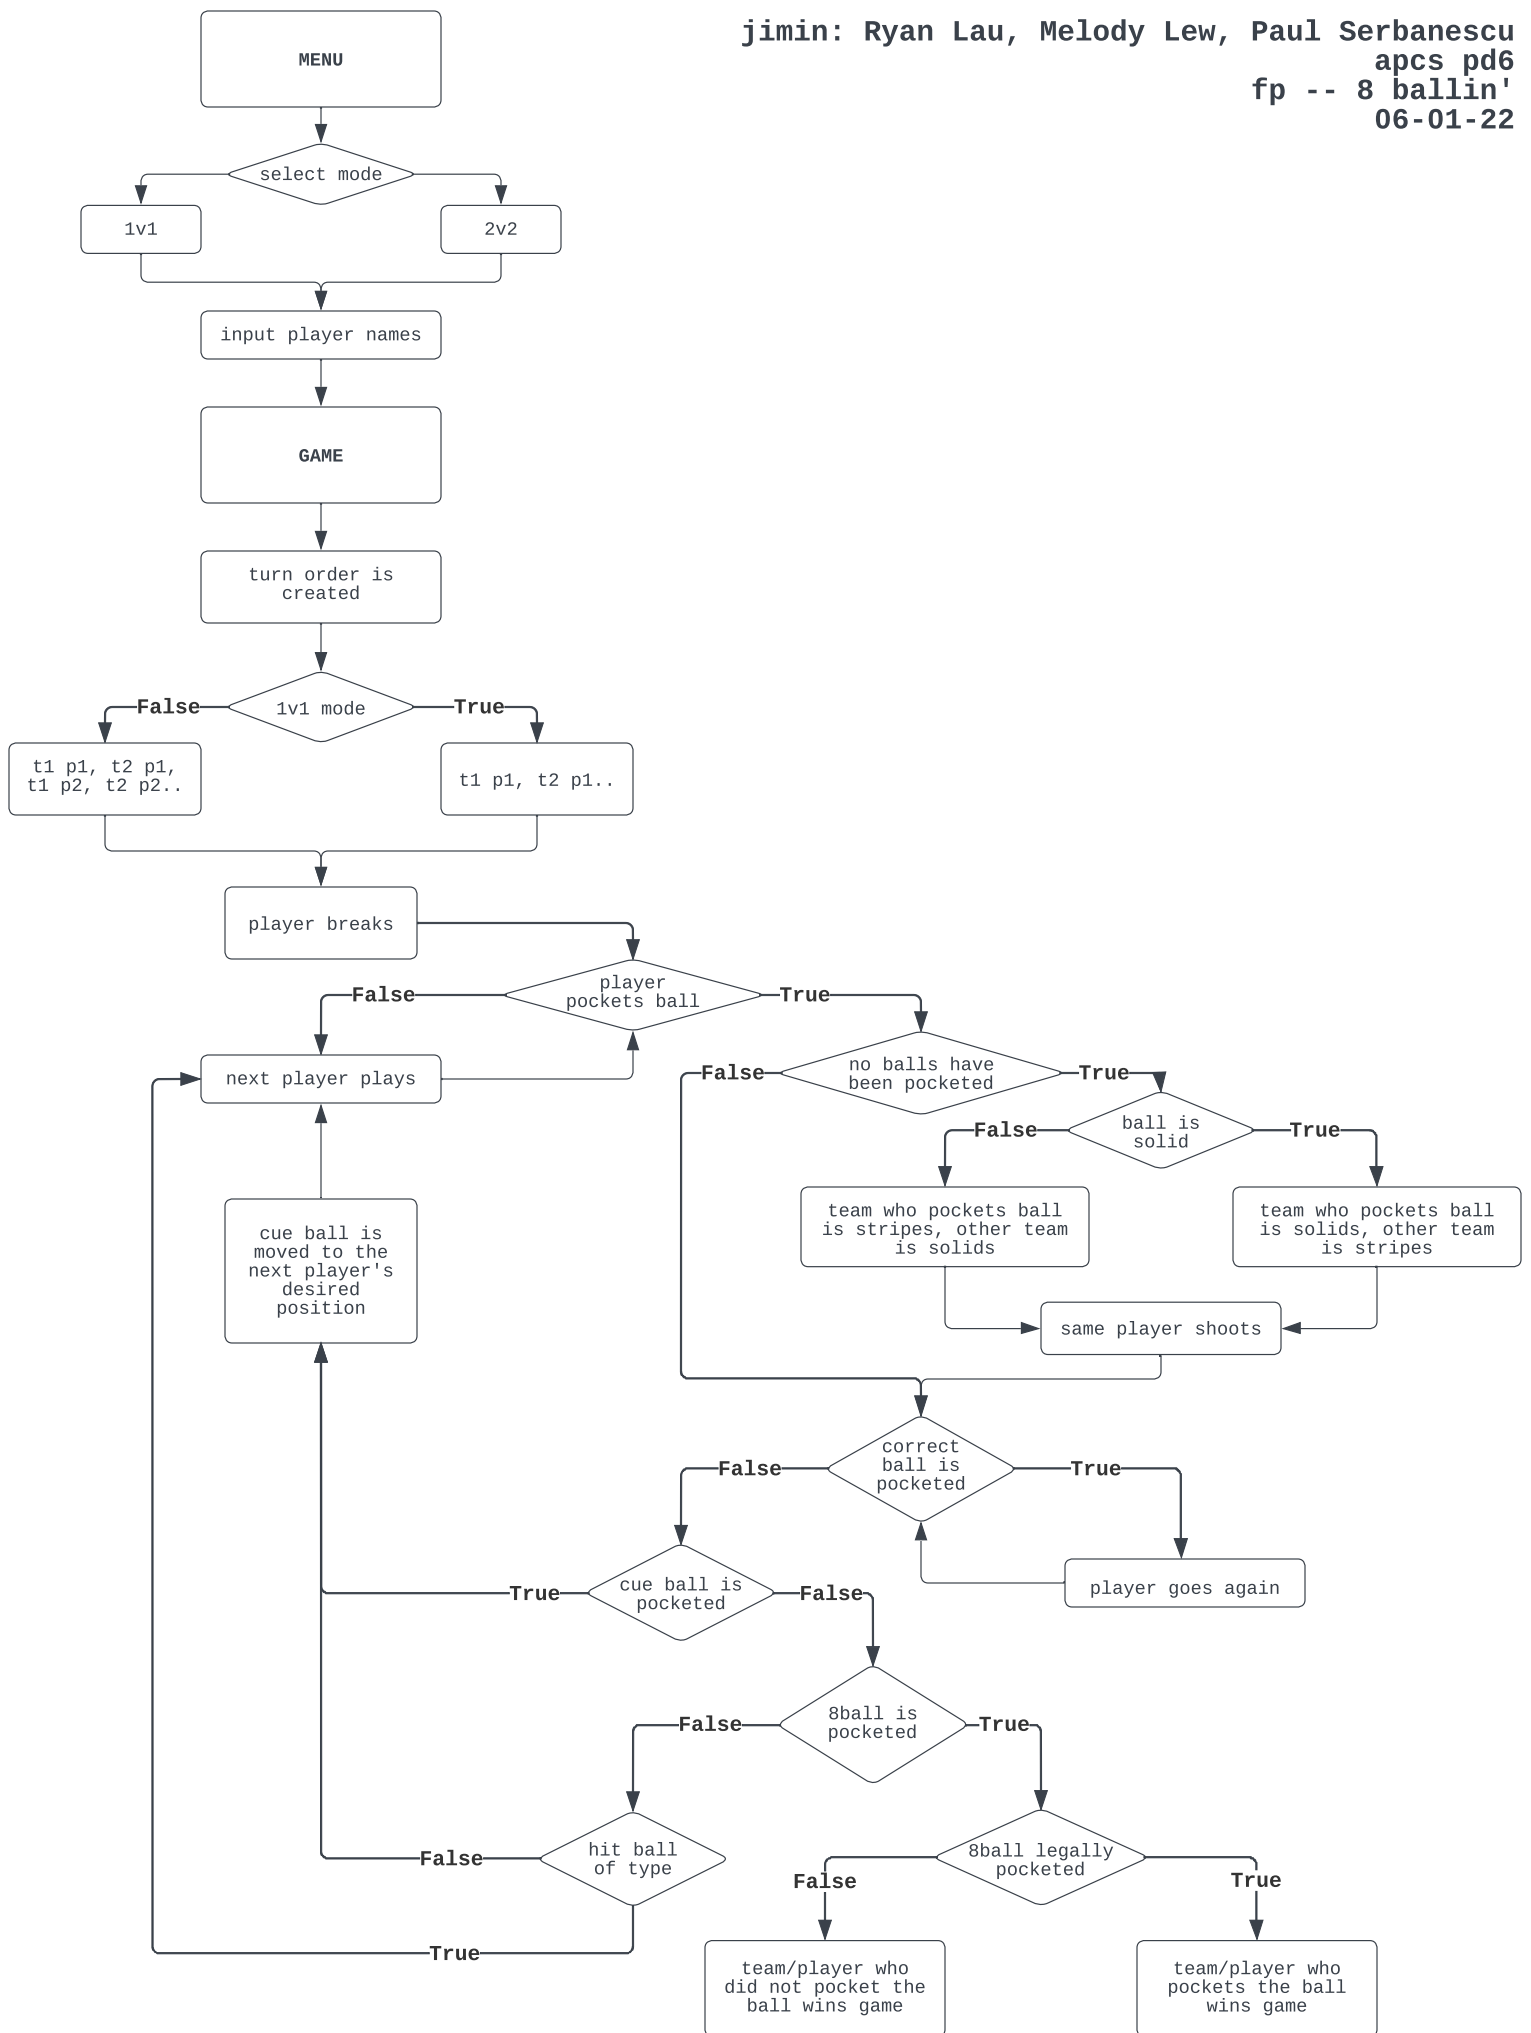 jimin: Ryan Lau, Melody Lew, Paul Serbanescu
apcs pd6
fp -- 8 ballin'
06-01-22
MENU
select mode
1v1
2v2
input player names
GAME
turn order is
created
1v1 mode
False
True
t1 p1, t2 p1,
t1 p2, t2 p2..
t1 p1, t2 p1..
player breaks
player
pockets ball
False
True
next player plays
no balls have
been pocketed
False
True
ball is
solid
False
True
team who pockets ball
is stripes, other team
is solids
team who pockets ball
is solids, other team
is stripes
cue ball is
moved to the
next player's
desired
position
same player shoots
correct
ball is
pocketed
False
True
cue ball is
pocketed
True
False
player goes again
8ball is
pocketed
False
True
hit ball
of type
False
True
8ball legally
pocketed
False
True
team/player who
did not pocket the
ball wins game
team/player who
pockets the ball
wins game